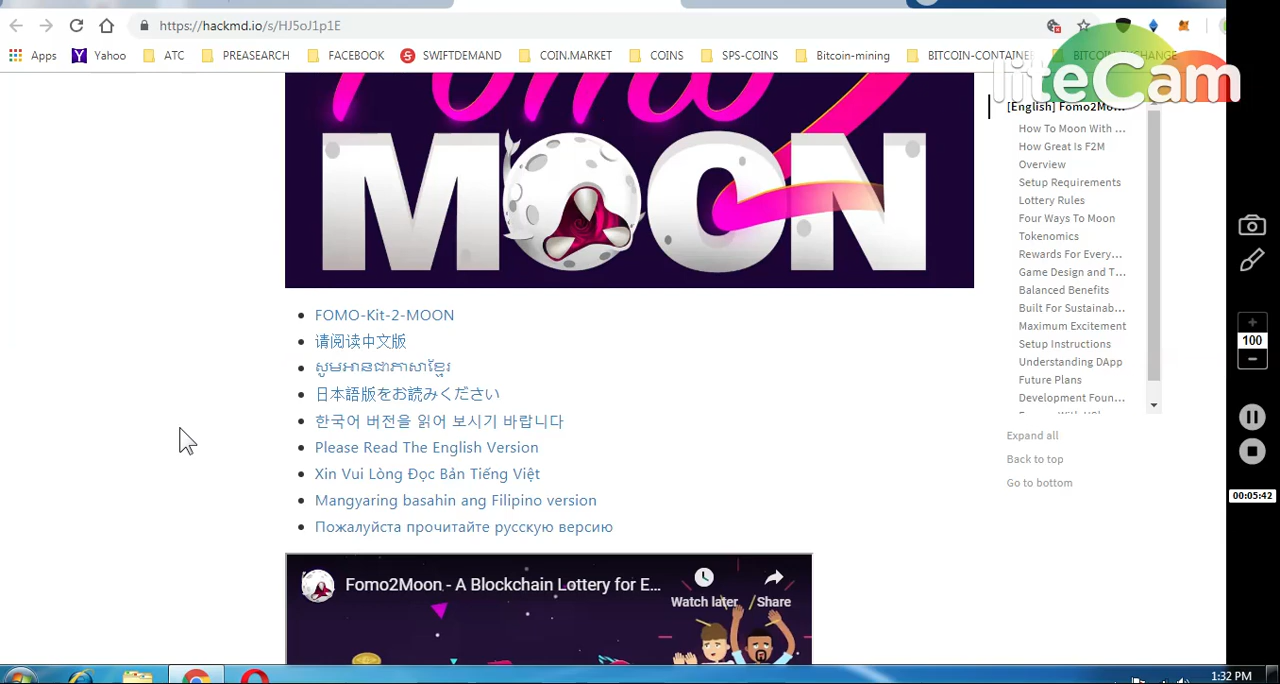 https://hackmd.io/s/HJ5oJ1p1E
Apps Yahoo ATC PREASEARCH FACEBOOK SWIFTDEMAND COIN.MARKET COINS SPS-COINS Bitcoin-mining BITCOIN-CONTAINE BITCOIN-EXCHANGE
liteCam
Fomo2
MOON
[English] Fomo2Mo...
How To Moon With ...
How Great Is F2M
Overview
Setup Requirements
Lottery Rules
Four Ways To Moon
Tokenomics
Rewards For Every...
Game Design and T...
Balanced Benefits
Built For Sustainab...
Maximum Excitement
Setup Instructions
Understanding DApp
Future Plans
Development Foun...
Expand all
Back to top
Go to bottom
FOMO-Kit-2-MOON
请阅读中文版
សូមអានជាភាសាខ្មែរ
日本語版をお読みください
한국어 버전을 읽어 보시기 바랍니다
Please Read The English Version
Xin Vui Lòng Đọc Bản Tiếng Việt
Mangyaring basahin ang Filipino version
Пожалуйста прочитайте русскую версию
Fomo2Moon - A Blockchain Lottery for E...
Watch later Share
100
00:05:42
1:32 PM